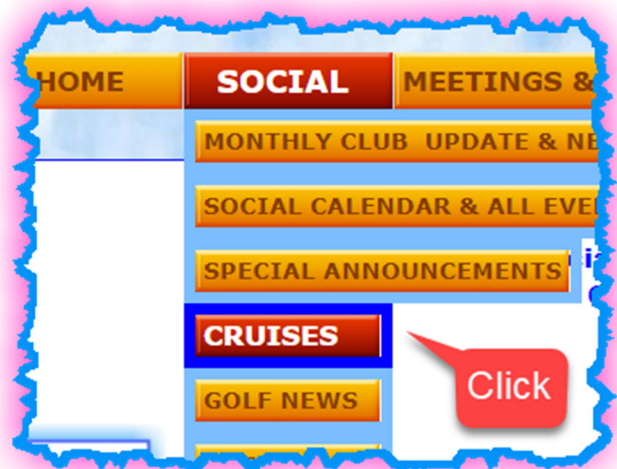 HOME SOCIAL MEETINGS &
MONTHLY CLUB UPDATE & NE
SOCIAL CALENDAR & ALL EVE
SPECIAL ANNOUNCEMENTS
CRUISES
Click
GOLF NEWS